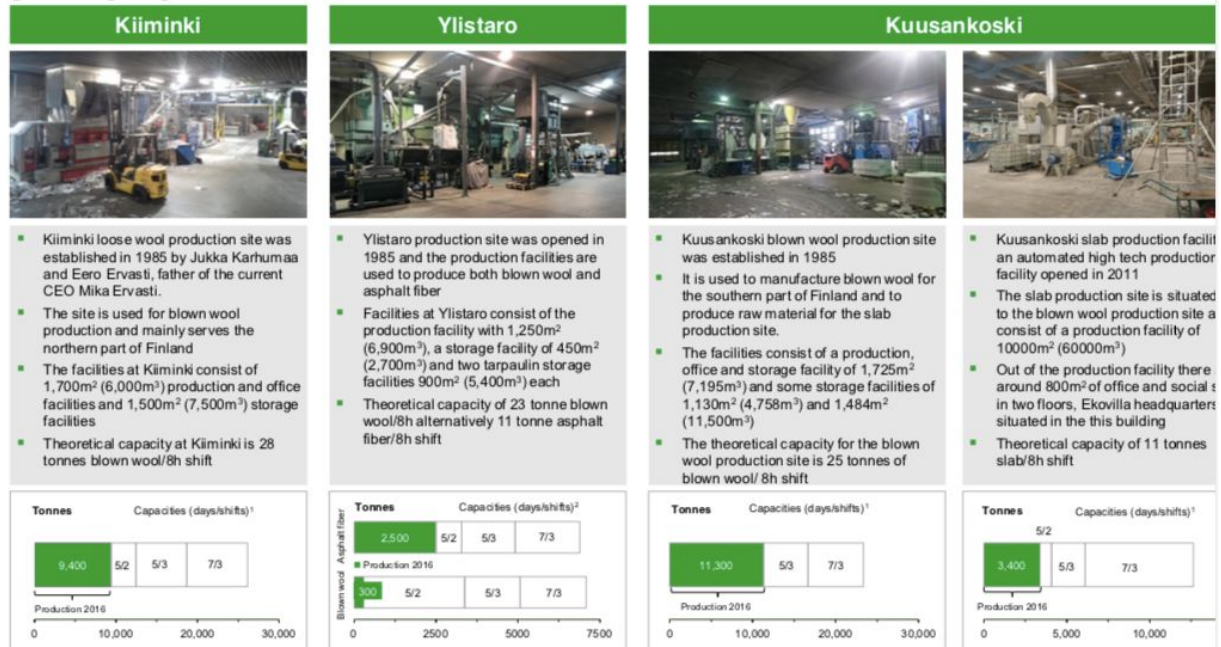 Kiiminki
Kiiminki loose wool production site was
established in 1985 by Jukka Karhumaa
and Eero Ervasti, father of the current
CEO Mika Ervasti.
The site is used for blown wool
production and mainly serves the
northern part of Finland
The facilities at Kiiminki consist of
1,700m² (6,000m³) production and office
facilities and 1,500m² (7,500m³) storage
facilities
Theoretical capacity at Kiiminki is 28
tonnes blown wool/8h shift
Tonnes Capacities (days/shifts)¹
9,400 5/2 5/3 7/3
Production 2016
0 10,000 20,000 30,000
Ylistaro
Ylistaro production site was opened in
1985 and the production facilities are
used to produce both blown wool and
asphalt fiber
Facilities at Ylistaro consist of the
production facility with 1,250m²
(6,900m³), a storage facility of 450m²
(2,700m³) and two tarpaulin storage
facilities 900m² (5,400m³) each
Theoretical capacity of 23 tonne blown
wool/8h alternatively 11 tonne asphalt
fiber/8h shift
Tonnes Capacities (days/shifts)²
Asphalt fiber
2,500 5/2 5/3 7/3
Production 2016
Blown wool
300 5/2 5/3 7/3
0 2500 5000 7500
Kuusankoski
Kuusankoski blown wool production site
was established in 1985
It is used to manufacture blown wool for
the southern part of Finland and to
produce raw material for the slab
production site.
The facilities consist of a production,
office and storage facility of 1,725m²
(7,195m³) and some storage facilities of
1,130m² (4,758m³) and 1,484m²
(11,500m³)
The theoretical capacity for the blown
wool production site is 25 tonnes of
blown wool/ 8h shift
Tonnes Capacities (days/shifts)¹
11,300 5/3 7/3
Production 2016
0 10,000 20,000 30,000
Kuusankoski slab production
an automated high tech production
facility opened in 2011
The slab production site is situated
to the blown wool production site
consist of a production facility of
10000m² (60000m³)
Out of the production facility there
around 800m² of office and social
in two floors, Ekovilla headquarters
situated in the this building
Theoretical capacity of 11 tonnes
slab/8h shift
Tonnes Capacities (days/shifts)¹
5/2
3,400 5/3 7/3
Production 2016
0 5,000 10,000